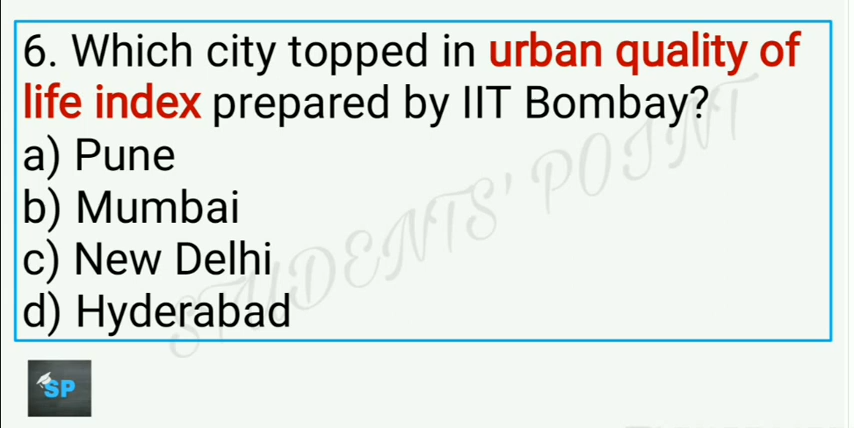 6. Which city topped in urban quality of
life index prepared by IIT Bombay?
a) Pune
b) Mumbai
c) New Delhi
d) Hyderabad
STUDENTS' POINT
SP